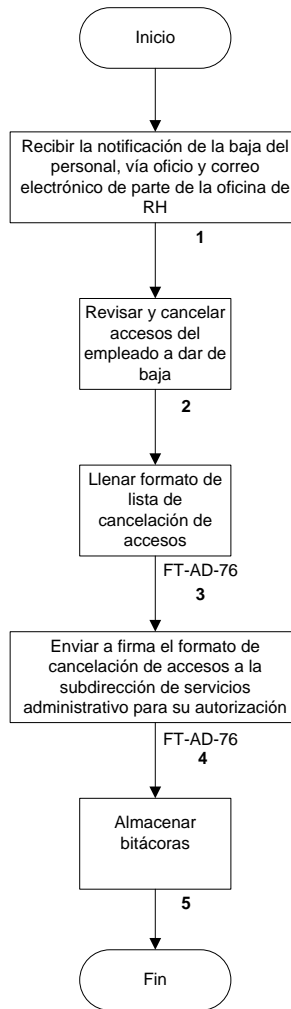 Inicio
Recibir la notificación de la baja del
personal, vía oficio y correo
electrónico de parte de la oficina de
RH
1
Revisar y cancelar
accesos del
empleado a dar de
baja
2
Llenar formato de
lista de
cancelación de
accesos
FT-AD-76
3
Enviar a firma el formato de
cancelación de accesos a la
subdirección de servicios
administrativo para su autorización
FT-AD-76
4
Almacenar
bitácoras
5
Fin